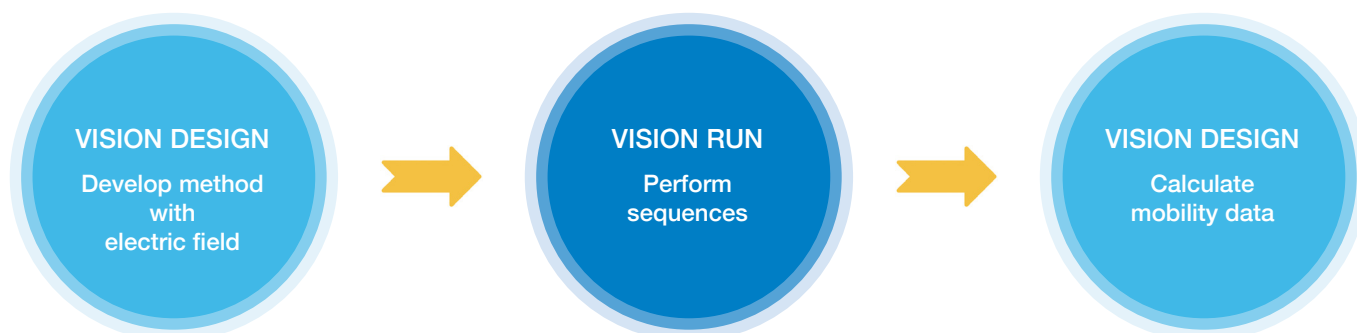 VISION DESIGN
Develop method
with
electric field
VISION RUN
Perform
sequences
VISION DESIGN
Calculate
mobility data